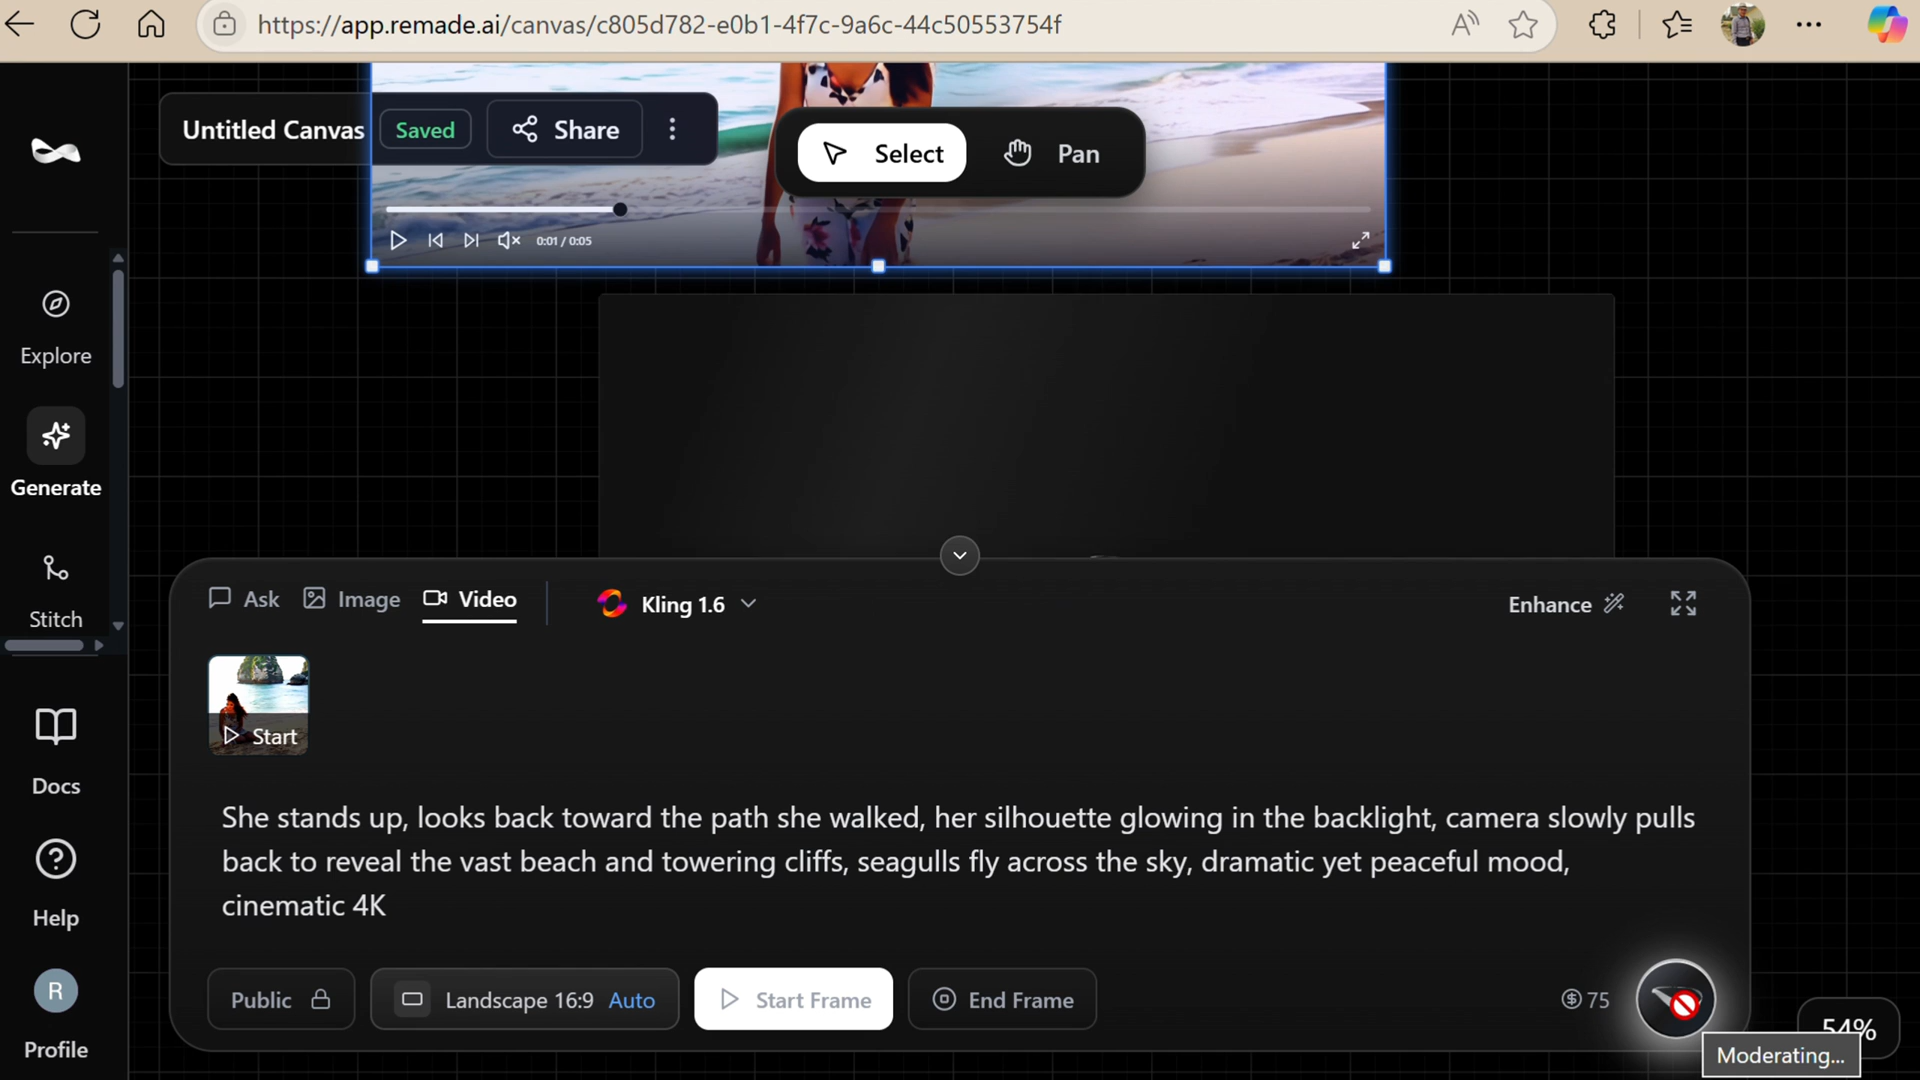 https://app.remade.ai/canvas/c805d782-e0b1-4f7c-9a6c-44c50553754f
Untitled Canvas
Saved
Share
Select
Pan
0:01 / 0:05
Explore
Generate
Stitch
Docs
Help
R
Profile
Ask
Image
Video
Kling 1.6
Enhance
Start
She stands up, looks back toward the path she walked, her silhouette glowing in the backlight, camera slowly pulls
back to reveal the vast beach and towering cliffs, seagulls fly across the sky, dramatic yet peaceful mood,
cinematic 4K
Public
Landscape 16:9 Auto
Start Frame
End Frame
75
54%
Moderating...